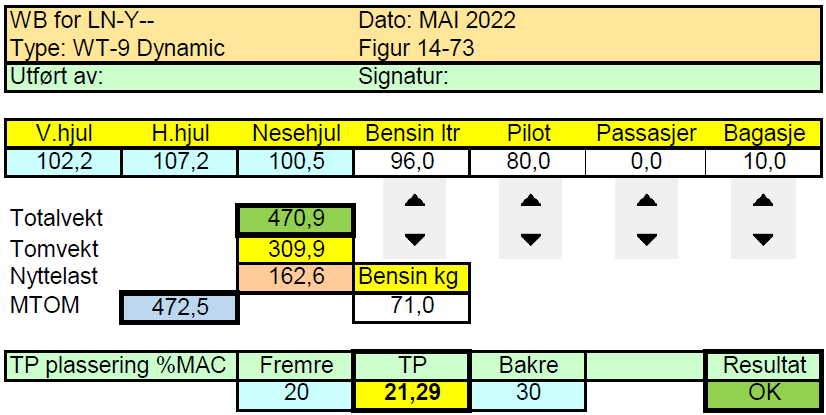 WB for LN-Y-- Dato: MAI 2022
Type: WT-9 Dynamic Figur 14-73
Utført av: Signatur:
V.hjul H.hjul Nesehjul Bensin ltr Pilot Passasjer Bagasje
102,2 107,2 100,5 96,0 80,0 0,0 10,0
Totalvekt 470,9
Tomvekt 309,9
Nyttelast 162,6 Bensin kg
MTOM 472,5 71,0
TP plassering %MAC Fremre TP Bakre Resultat
20 21,29 30 OK